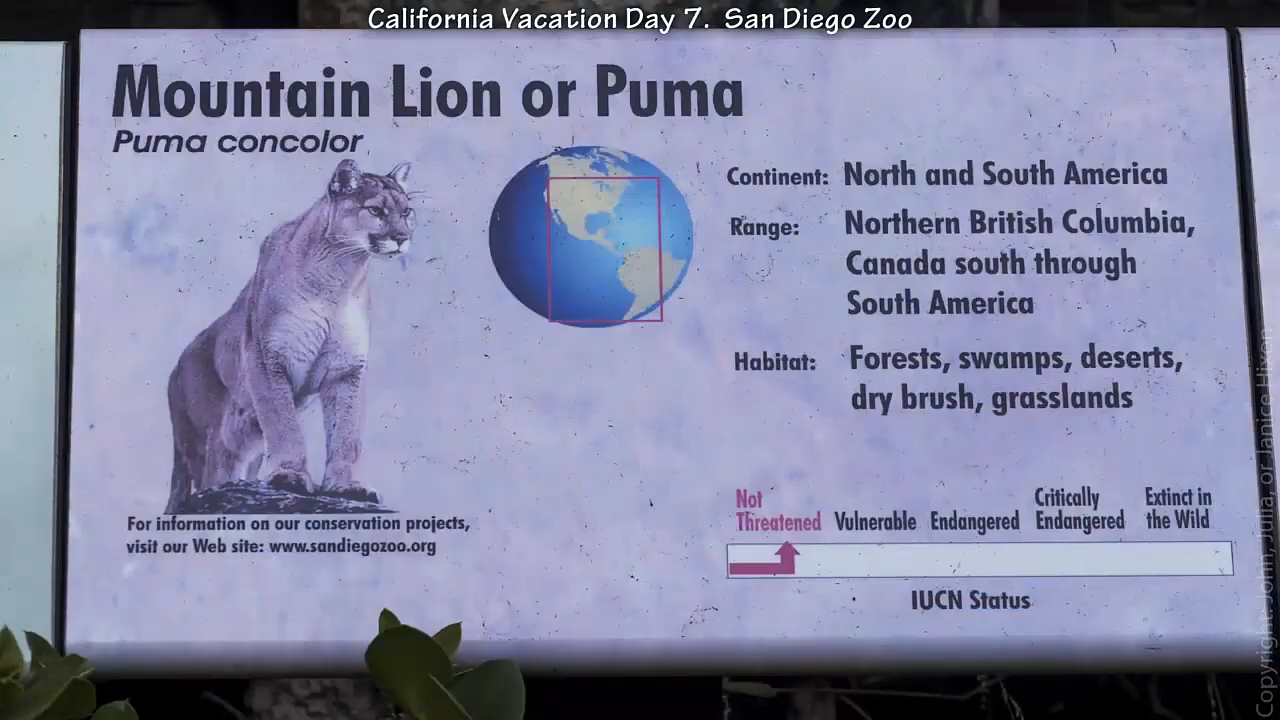 California Vacation Day 7. San Diego Zoo
Mountain Lion or Puma
Puma concolor
Continent: North and South America
Range: Northern British Columbia,
Canada south through
South America
Habitat: Forests, swamps, deserts,
dry brush, grasslands
For information on our conservation projects,
visit our Web site: www.sandiegozoo.org
Not
Threatened
Vulnerable
Endangered
Critically
Endangered
Extinct in
the Wild
IUCN Status
Copyright: John, Julia, or Janice Hixon